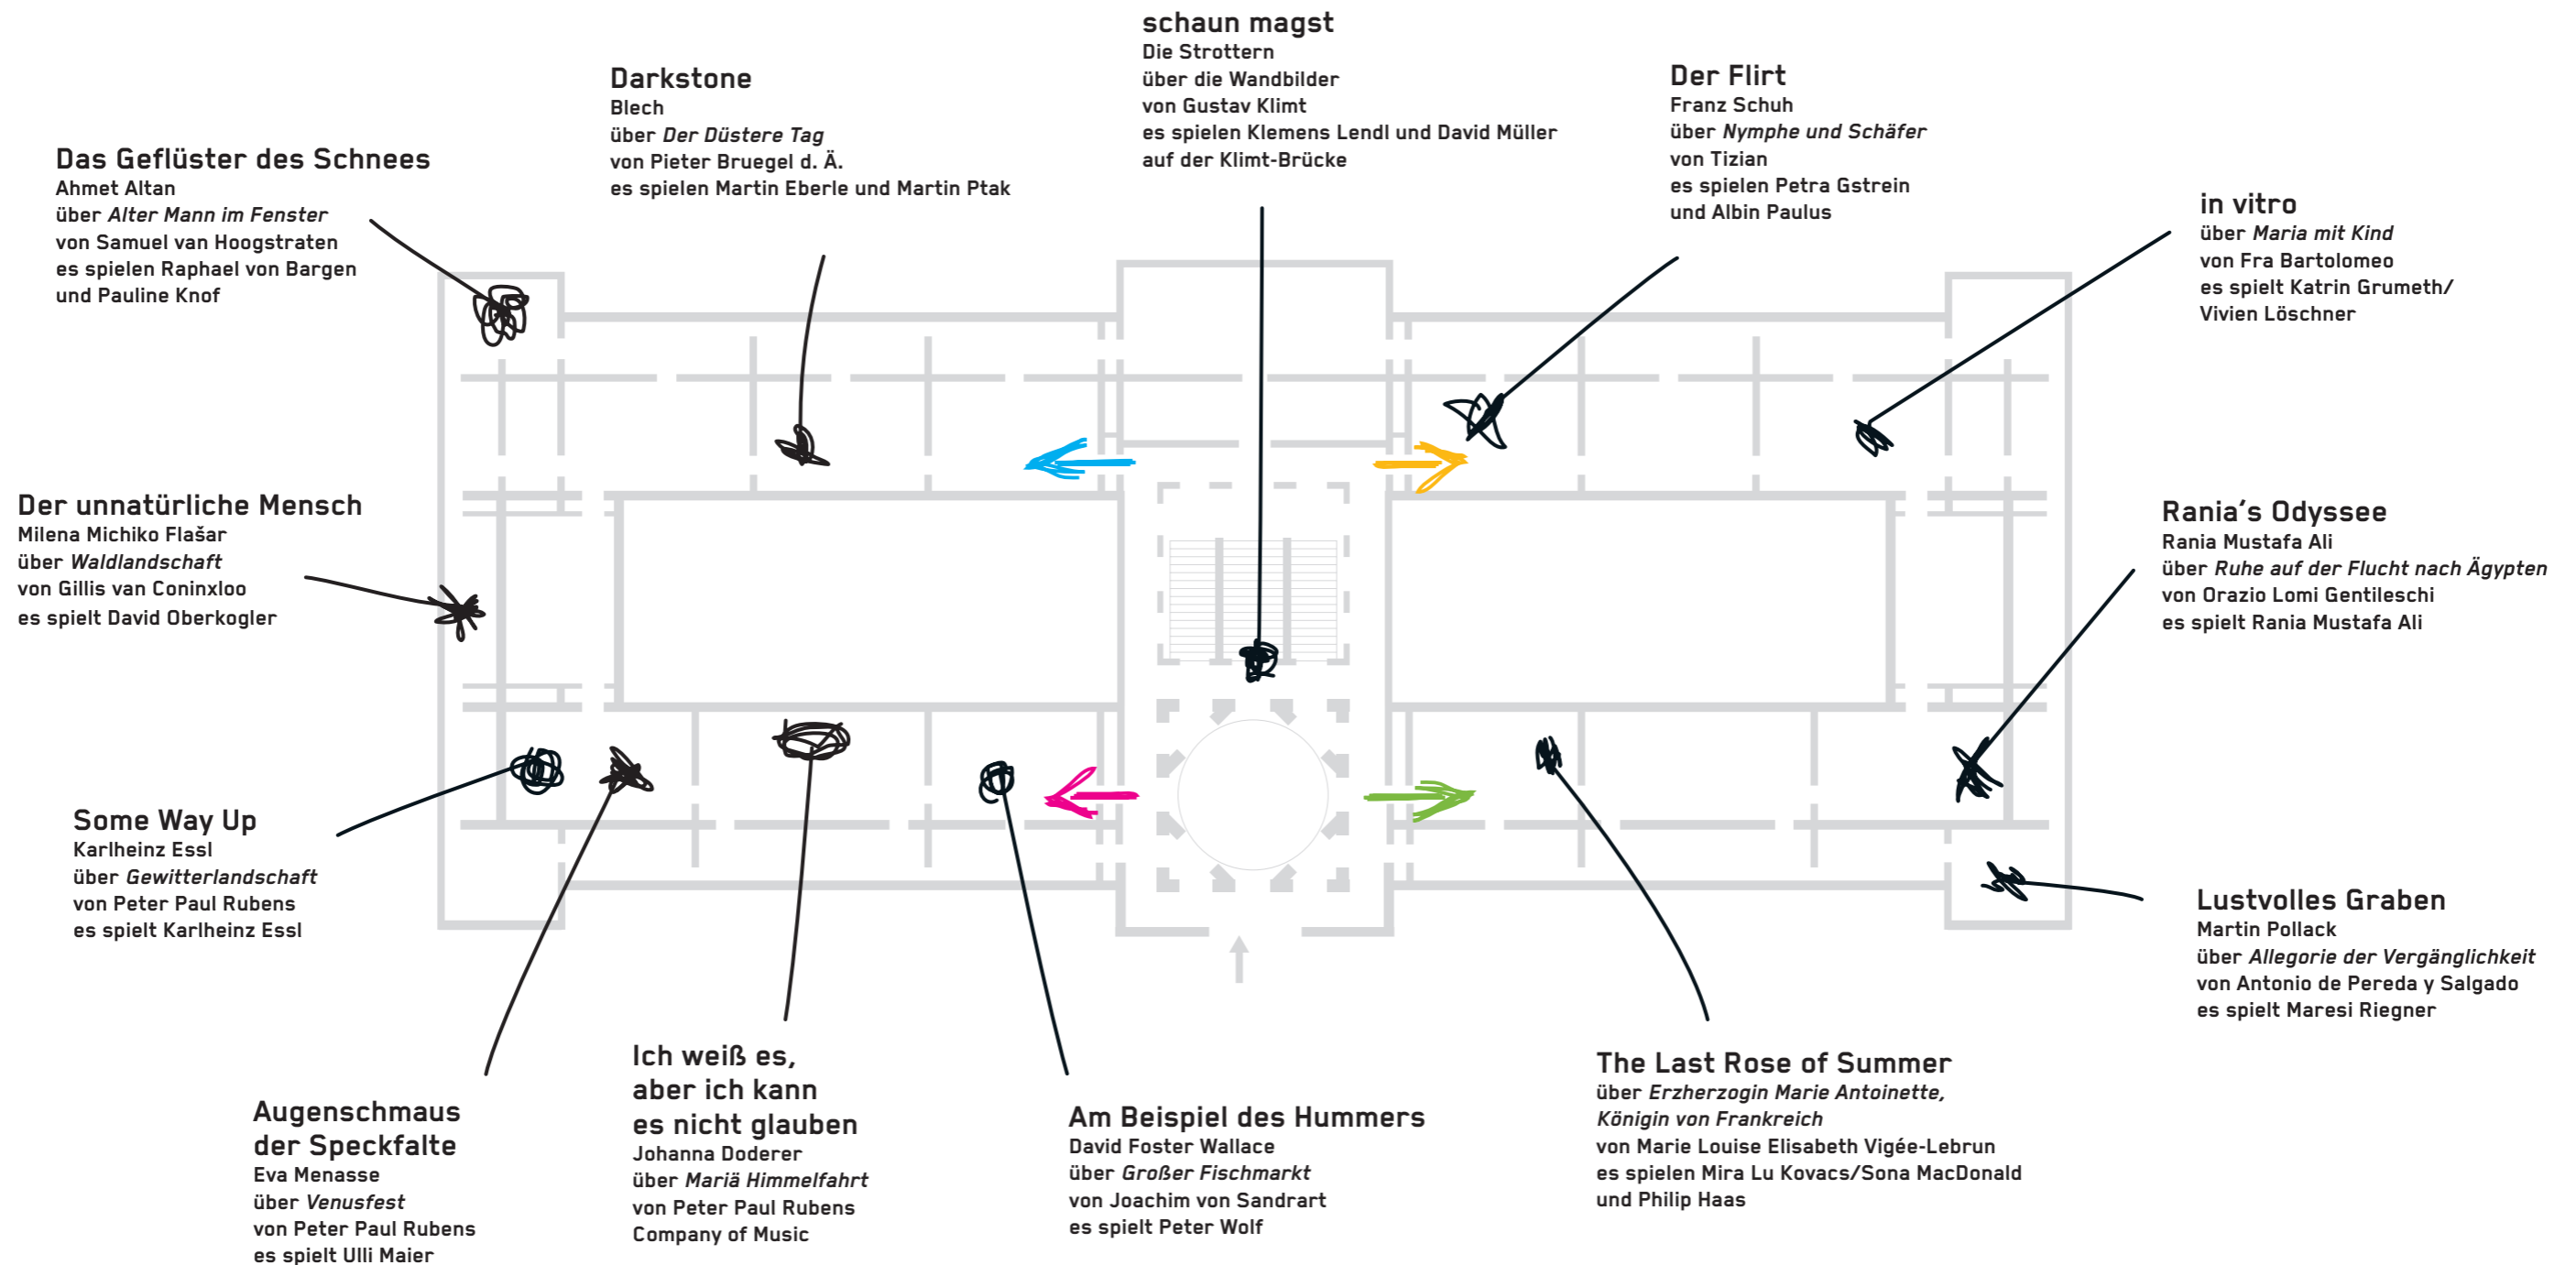 schaun magst
Die Strottern
über die Wandbilder
von Gustav Klimt
es spielen Klemens Lendl und David Müller
auf der Klimt-Brücke
Darkstone
Blech
über Der Düstere Tag
von Pieter Bruegel d. Ä.
es spielen Martin Eberle und Martin Ptak
Der Flirt
Franz Schuh
über Nymphe und Schäfer
von Tizian
es spielen Petra Gstrein
und Albin Paulus
Das Geflüster des Schnees
Ahmet Altan
über Alter Mann im Fenster
von Samuel van Hoogstraten
es spielen Raphael von Bargen
und Pauline Knof
in vitro
über Maria mit Kind
von Fra Bartolomeo
es spielt Katrin Grumeth/
Vivien Löschner
Der unnatürliche Mensch
Milena Michiko Flašar
über Waldlandschaft
von Gillis van Coninxloo
es spielt David Oberkogler
Rania‘s Odyssee
Rania Mustafa Ali
über Ruhe auf der Flucht nach Ägypten
von Orazio Lomi Gentileschi
es spielt Rania Mustafa Ali
Some Way Up
Karlheinz Essl
über Gewitterlandschaft
von Peter Paul Rubens
es spielt Karlheinz Essl
Lustvolles Graben
Martin Pollack
über Allegorie der Vergänglichkeit
von Antonio de Pereda y Salgado
es spielt Maresi Riegner
Augenschmaus
der Speckfalte
Eva Menasse
über Venusfest
von Peter Paul Rubens
es spielt Ulli Maier
Ich weiß es,
aber ich kann
es nicht glauben
Johanna Doderer
über Mariä Himmelfahrt
von Peter Paul Rubens
Company of Music
Am Beispiel des Hummers
David Foster Wallace
über Großer Fischmarkt
von Joachim von Sandrart
es spielt Peter Wolf
The Last Rose of Summer
über Erzherzogin Marie Antoinette,
Königin von Frankreich
von Marie Louise Elisabeth Vigée-Lebrun
es spielen Mira Lu Kovacs/Sona MacDonald
und Philip Haas